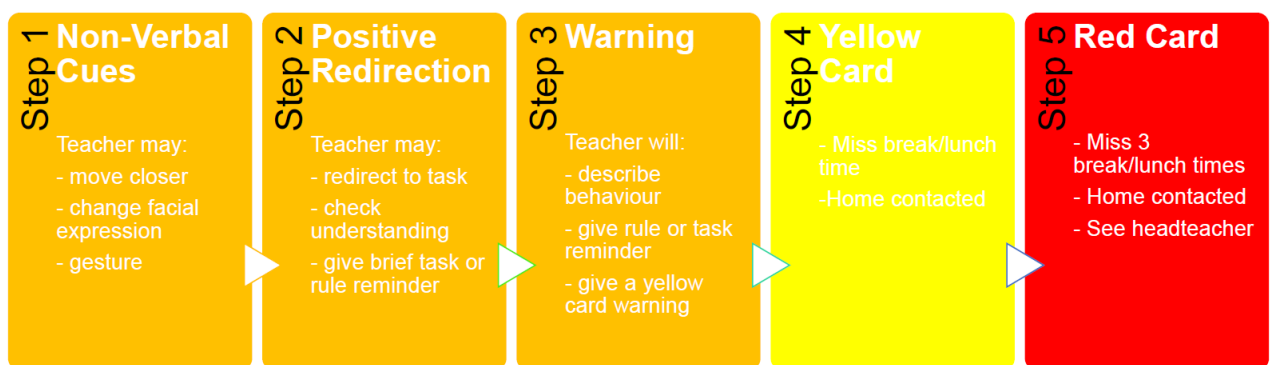 Step 1
Non-Verbal
Cues
Teacher may:
- move closer
- change facial
expression
- gesture
Step 2
Positive
Redirection
Teacher may:
- redirect to task
- check
understanding
- give brief task or
rule reminder
Step 3
Warning
Teacher will:
- describe
behaviour
- give rule or task
reminder
- give a yellow
card warning
Step 4
Yellow
Card
- Miss break/lunch
time
-Home contacted
Step 5
Red Card
- Miss 3
break/lunch times
- Home contacted
- See headteacher